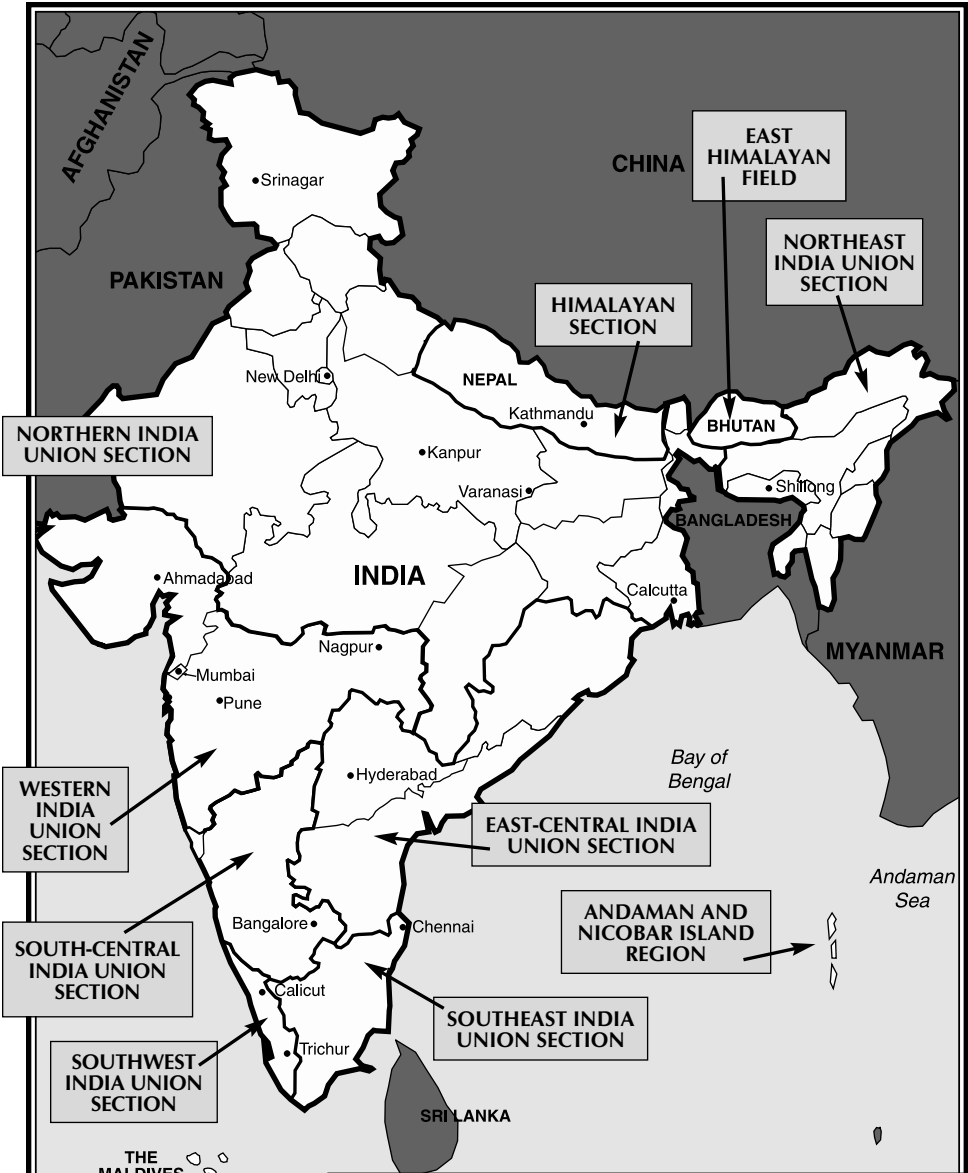 AFGHANISTAN
CHINA
EAST
HIMALAYAN
FIELD
Srinagar
NORTHEAST
INDIA UNION
SECTION
PAKISTAN
HIMALAYAN
SECTION
New Delhi
NEPAL
Kathmandu
BHUTAN
NORTHERN INDIA
UNION SECTION
Kanpur
Varanasi
Shillong
BANGLADESH
Ahmadabad
INDIA
Calcutta
Nagpur
MYANMAR
Mumbai
Pune
Bay of
Bengal
Hyderabad
WESTERN
INDIA
UNION
SECTION
EAST-CENTRAL INDIA
UNION SECTION
Andaman
Sea
ANDAMAN AND
NICOBAR ISLAND
REGION
Bangalore
Chennai
SOUTH-CENTRAL
INDIA UNION
SECTION
Calicut
SOUTHEAST INDIA
UNION SECTION
Trichur
SOUTHWEST
INDIA UNION
SECTION
SRI LANKA
THE
MALDIVES